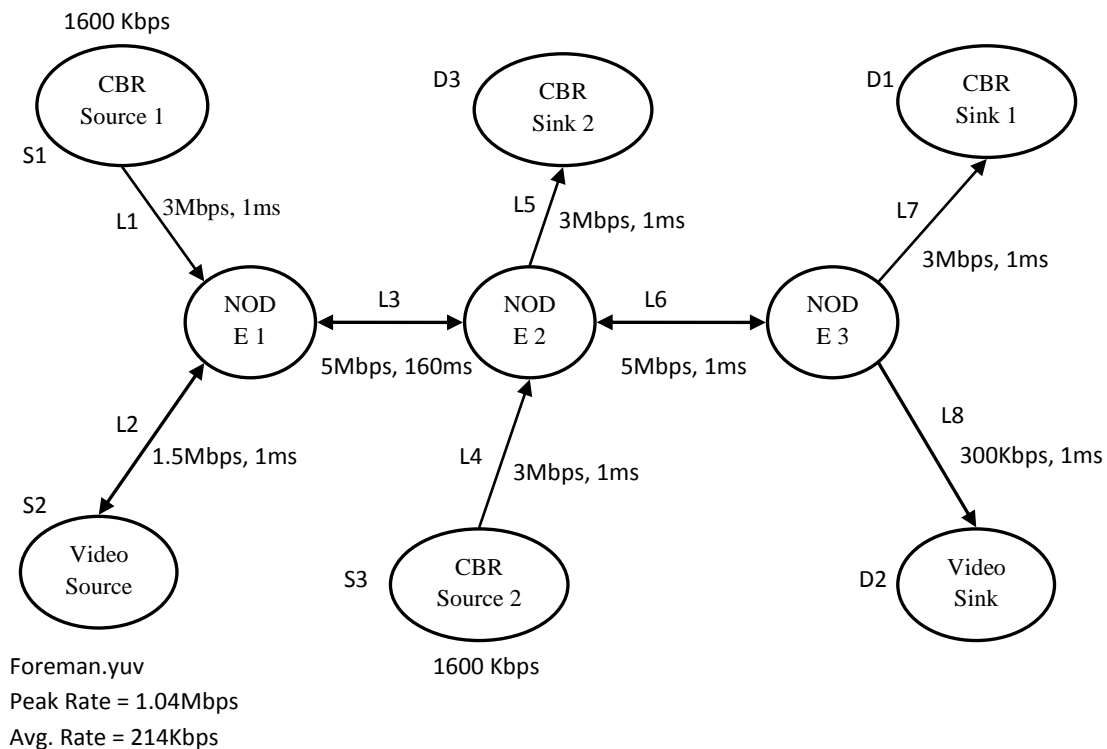 1600 Kbps
CBR
Source 1
S1
D3
CBR
Sink 2
D1
CBR
Sink 1
L1
3Mbps, 1ms
L5
3Mbps, 1ms
L7
3Mbps, 1ms
NOD
E 1
L3
5Mbps, 160ms
NOD
E 2
L6
5Mbps, 1ms
NOD
E 3
L2
1.5Mbps, 1ms
L4
3Mbps, 1ms
L8
300Kbps, 1ms
S2
Video
Source
S3
CBR
Source 2
D2
Video
Sink
1600 Kbps
Foreman.yuv
Peak Rate = 1.04Mbps
Avg. Rate = 214Kbps